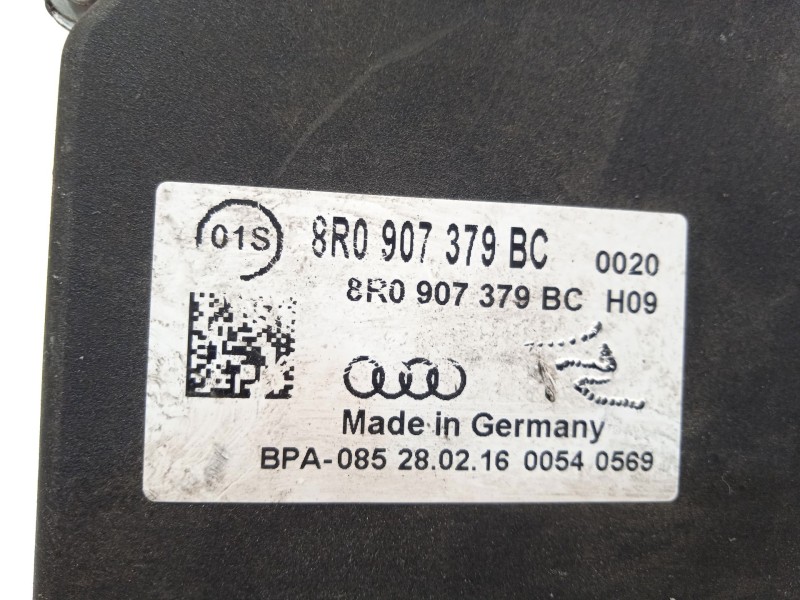 01S
8R0 907 379 BC 0020
8R0 907 379 BC H09
Made in Germany
BPA-085 28.02.16 0054 0569